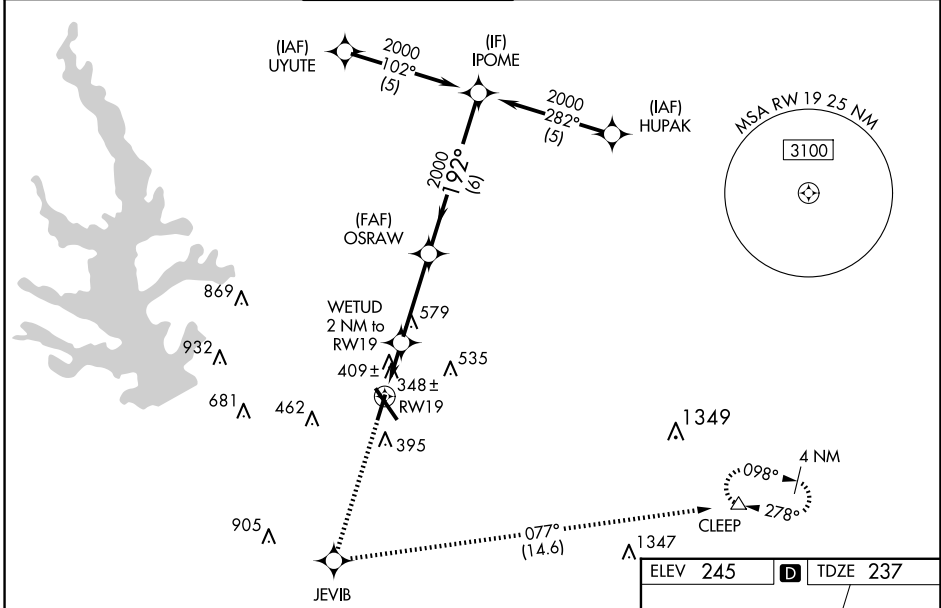 (IAF)
UYUTE
2000
102°
(5)
(IF)
IPOME
2000
282°
(5)
(IAF)
HUPAK
MSA RW 19 25 NM
3100
2000
192°
(6)
(FAF)
OSRAW
869
WETUD
2 NM to
RW19
579
932
409±
535
348±
RW19
681
462
395
1349
4 NM
098°
278°
CLEEP
905
077°
(14.6)
1347
JEVIB
ELEV 245 D TDZE 237